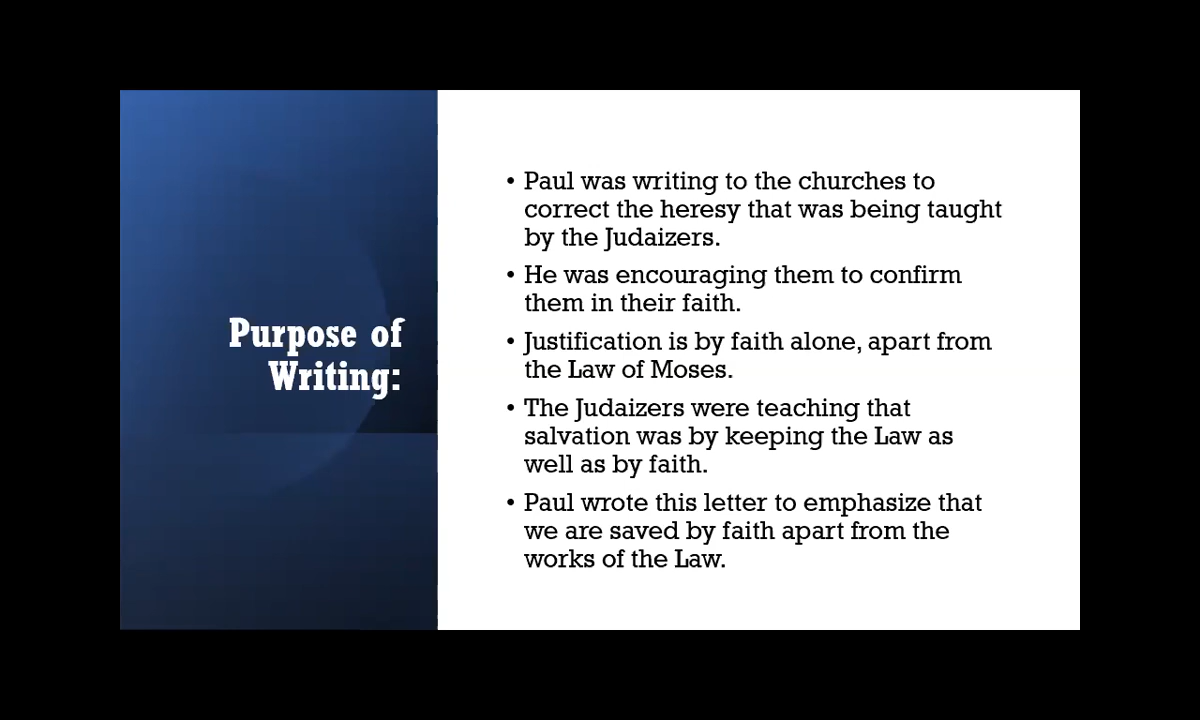 Purpose of
Writing:
• Paul was writing to the churches to
correct the heresy that was being taught
by the Judaizers.
• He was encouraging them to confirm
them in their faith.
• Justification is by faith alone, apart from
the Law of Moses.
• The Judaizers were teaching that
salvation was by keeping the Law as
well as by faith.
• Paul wrote this letter to emphasize that
we are saved by faith apart from the
works of the Law.